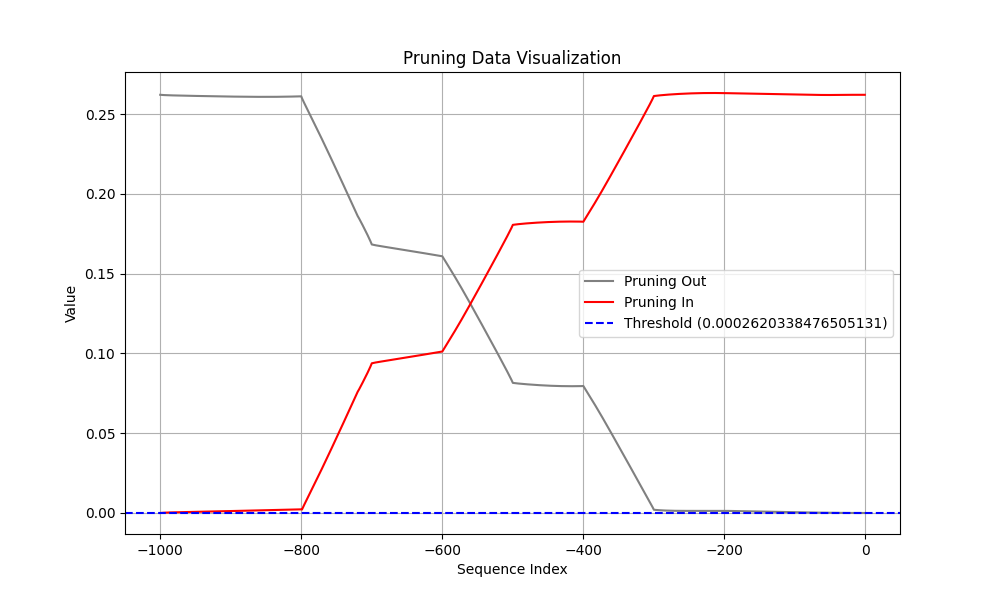 Pruning Data Visualization
0.25
0.20
0.15
0.10
0.05
0.00
Value
Pruning Out
Pruning In
Threshold (0.0002620338476505131)
−1000 −800 −600 −400 −200 0
Sequence Index